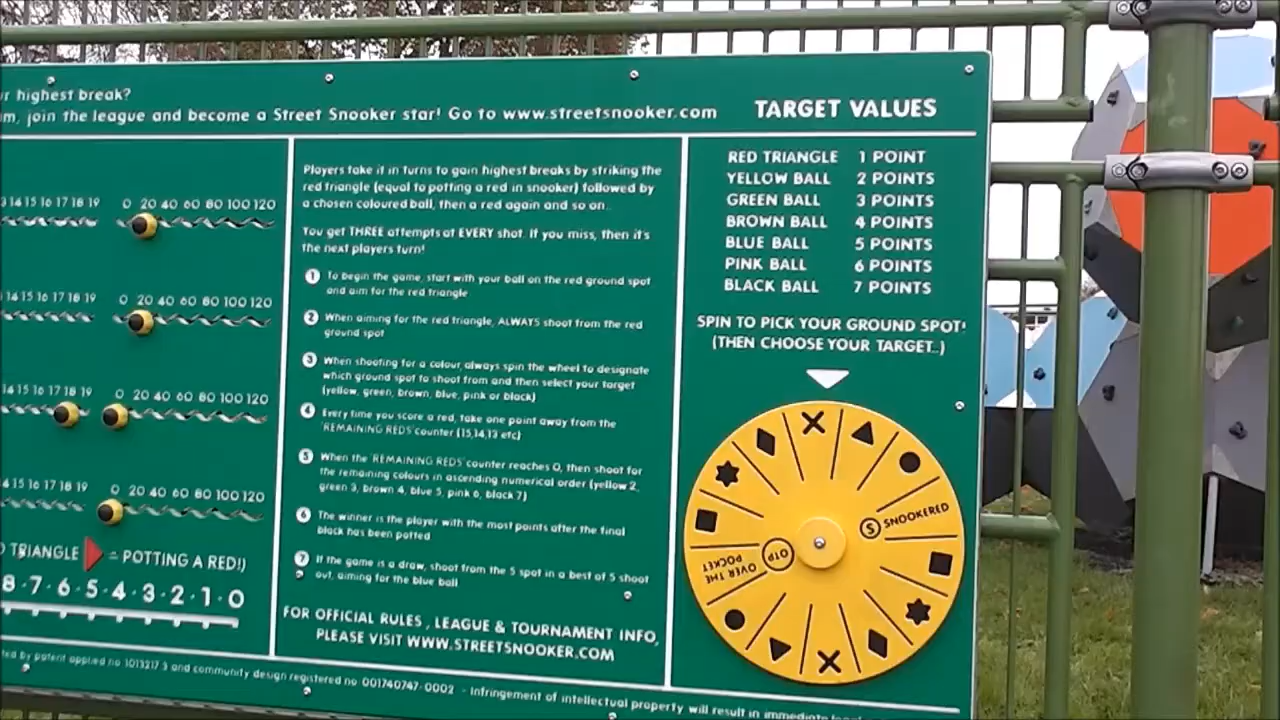 r highest break?
m, join the league and become a Street Snooker star! Go to www.streetsnooker.com
TARGET VALUES
RED TRIANGLE 1 POINT
YELLOW BALL 2 POINTS
GREEN BALL 3 POINTS
BROWN BALL 4 POINTS
BLUE BALL 5 POINTS
PINK BALL 6 POINTS
BLACK BALL 7 POINTS
SPIN TO PICK YOUR GROUND SPOT!
(THEN CHOOSE YOUR TARGET..)
S SNOOKERED
OTP OVER THE
POCKET
Players take it in turns to gain highest breaks by striking the
red triangle (equal to potting a red in snooker) followed by
a chosen coloured ball, then a red again and so on..
You get THREE attempts at EVERY shot. If you miss, then it's
the next players turn!
1 To begin the game, start with your ball on the red ground spot
and aim for the red triangle
2 When aiming for the red triangle, ALWAYS shoot from the red
ground spot
3 When shooting for a colour, always spin the wheel to designate
which ground spot to shoot from and then select your target
(yellow, green, brown, blue, pink or black)
4 Every time you score a red, take one point away from the
'REMAINING REDS' counter (15,14,13 etc)
5 When the 'REMAINING REDS' counter reaches 0, then shoot for
the remaining colours in ascending numerical order (yellow 2,
green 3, brown 4, blue 5, pink 6, black 7)
6 The winner is the player with the most points after the final
black has been potted
7 If the game is a draw, shoot from the 5 spot in a best of 5 shoot
out, aiming for the blue ball
FOR OFFICIAL RULES, LEAGUE & TOURNAMENT INFO,
PLEASE VISIT WWW.STREETSNOOKER.COM
14 15 16 17 18 19 0 20 40 60 80 100 120
14 15 16 17 18 19 0 20 40 60 80 100 120
14 15 16 17 18 19 0 20 40 60 80 100 120
15 16 17 18 19 0 20 40 60 80 100 120
TRIANGLE = POTTING A RED!)
8 - 7 - 6 - 5 - 4 - 3 - 2 - 1 - 0
ted by patent applied no 1013217.3 and community design registered no 001740747-0002 - Infringement of intellectual property will result in immediate